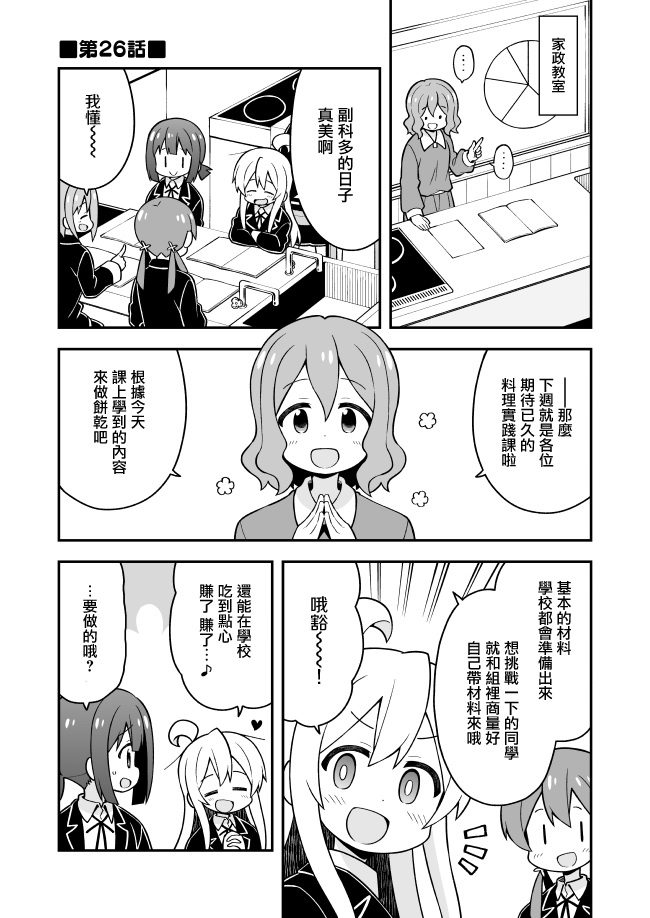 ■第26話■
家政教室
…
…
副科多的日子
真美啊
我懂~~~
──那麼
下週就是各位
期待已久的
料理實踐課啦
根據今天
課上學到的內容
來做餅乾吧
基本的材料
學校都會準備出來
想挑戰一下的同學
就和組裡商量好
自己帶材料來哦
哦豁~~~!
還能在學校
吃到點心
賺了 賺了…♪
…要做的哦?